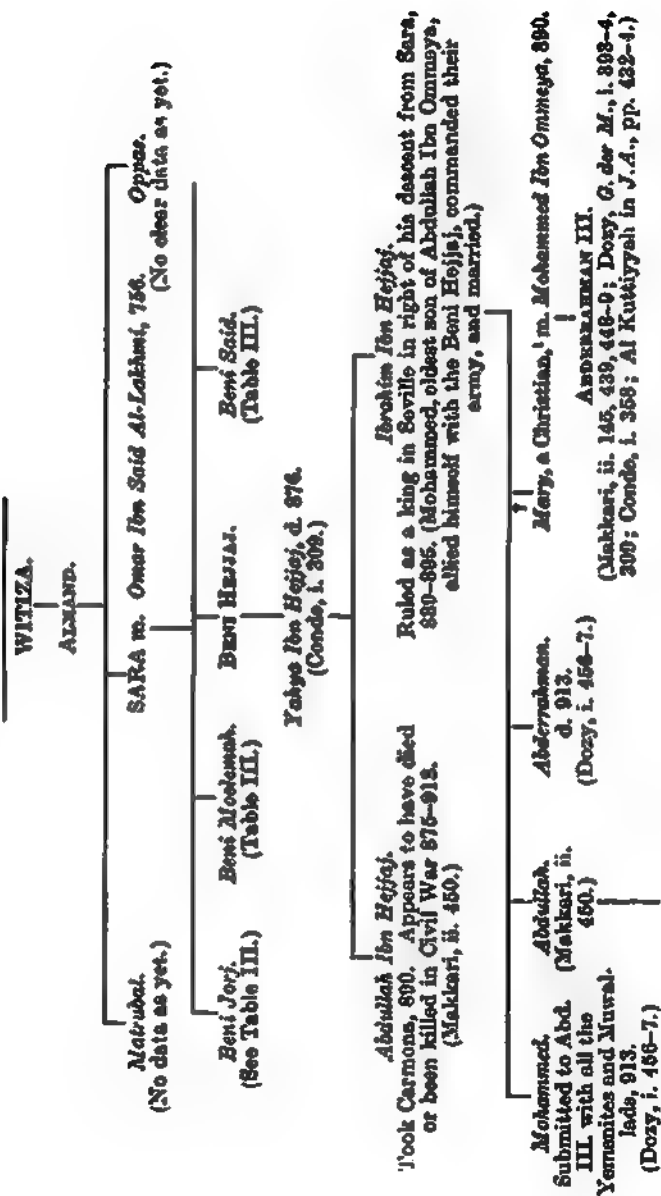 WITIZA.
ALMAND.
Matrubal.
(No data as yet.)
SARA m. Omar Ibn Said Al-Lakhmi, 756.
Oppas.
(No clear data as yet.)
Beni Jorj.
(See Table III.)
Beni Moslemah.
(Table III.)
BENI HEJJAJ.
Beni Said.
(Table III.)
Yahya Ibn Hejjaj, d. 876.
(Conde, i. 309.)
Abdullah Ibn Hejjaj.
Took Carmona, 890. Appears to have died
or been killed in Civil War 875–913.
(Makkari, ii. 450.)
Ibrahim Ibn Hejjaj.
Ruled as a king in Seville in right of his descent from Sara,
889–895. (Mohammed, oldest son of Abdullah Ibn Ommeya,
allied himself with the Beni Hejjaj, commanded their
army, and married.)
Mohammed.
Submitted to Abd.
III. with all the
Yemenites and Muwal-
lads, 913.
(Dozy, i. 456–7.)
Abdullah.
(Makkari, ii.
450.)
Abderrahman.
d. 913.
(Dozy, i. 456–7.)
Mary, a Christian,¹ m. Mohammed Ibn Ommeya, 890.
ABDERRAHMAN III.
(Makkari, ii. 145, 439, 448–9; Dozy, G. der M., i. 393–4,
300; Conde, i. 358; Al Kuttiyyah in J.A., pp. 432–4.)